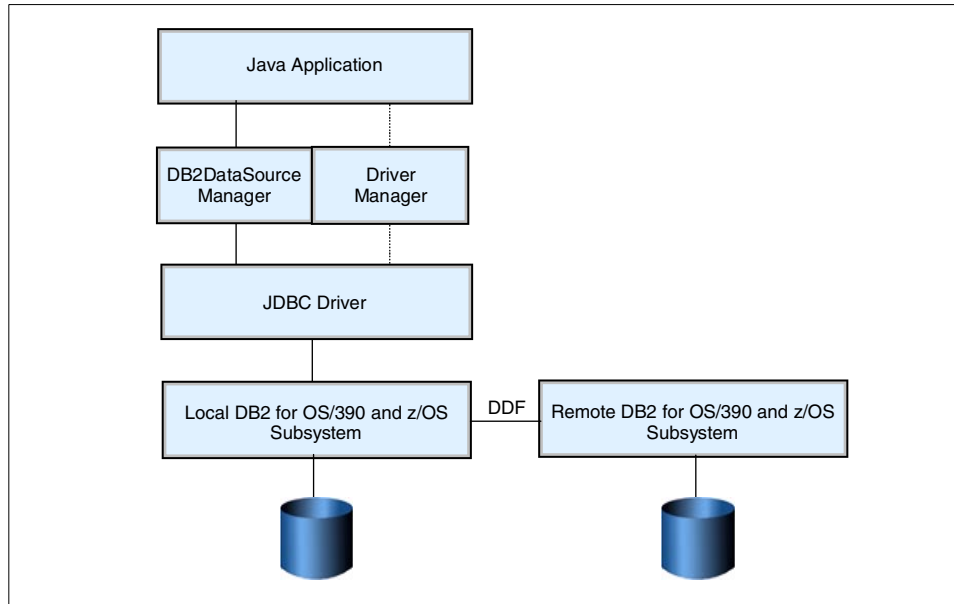 Java Application
DB2DataSource
Manager
Driver
Manager
JDBC Driver
Local DB2 for OS/390 and z/OS
Subsystem
DDF
Remote DB2 for OS/390 and z/OS
Subsystem